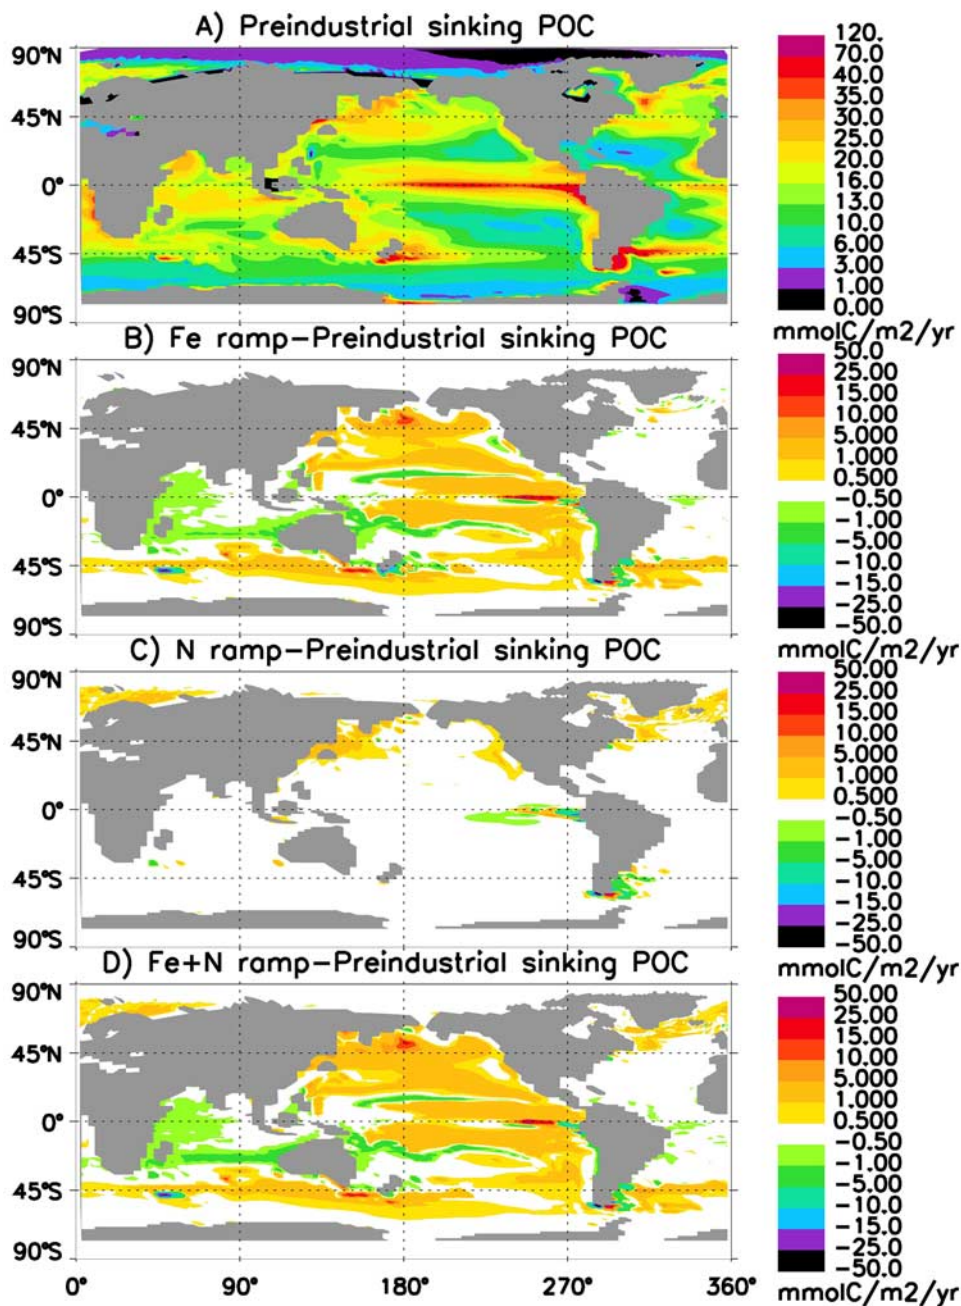 A) Preindustrial sinking POC
90°N
45°N
0°
45°S
90°S
120.
70.0
40.0
35.0
30.0
25.0
20.0
16.0
13.0
10.0
6.00
3.00
1.00
0.00
mmolC/m2/yr
B) Fe ramp-Preindustrial sinking POC
90°N
45°N
0°
45°S
90°S
50.0
25.00
15.00
10.00
5.000
1.000
0.500
-0.50
-1.00
-5.00
-10.0
-15.0
-25.0
-50.0
mmolC/m2/yr
C) N ramp-Preindustrial sinking POC
90°N
45°N
0°
45°S
90°S
50.00
25.00
15.00
10.00
5.000
1.000
0.500
-0.50
-1.00
-5.00
-10.0
-15.0
-25.0
-50.0
mmolC/m2/yr
D) Fe+N ramp-Preindustrial sinking POC
90°N
45°N
0°
45°S
90°S
50.00
25.00
15.00
10.00
5.000
1.000
0.500
-0.50
-1.00
-5.00
-10.0
-15.0
-25.0
-50.0
mmolC/m2/yr
0° 90° 180° 270° 360°